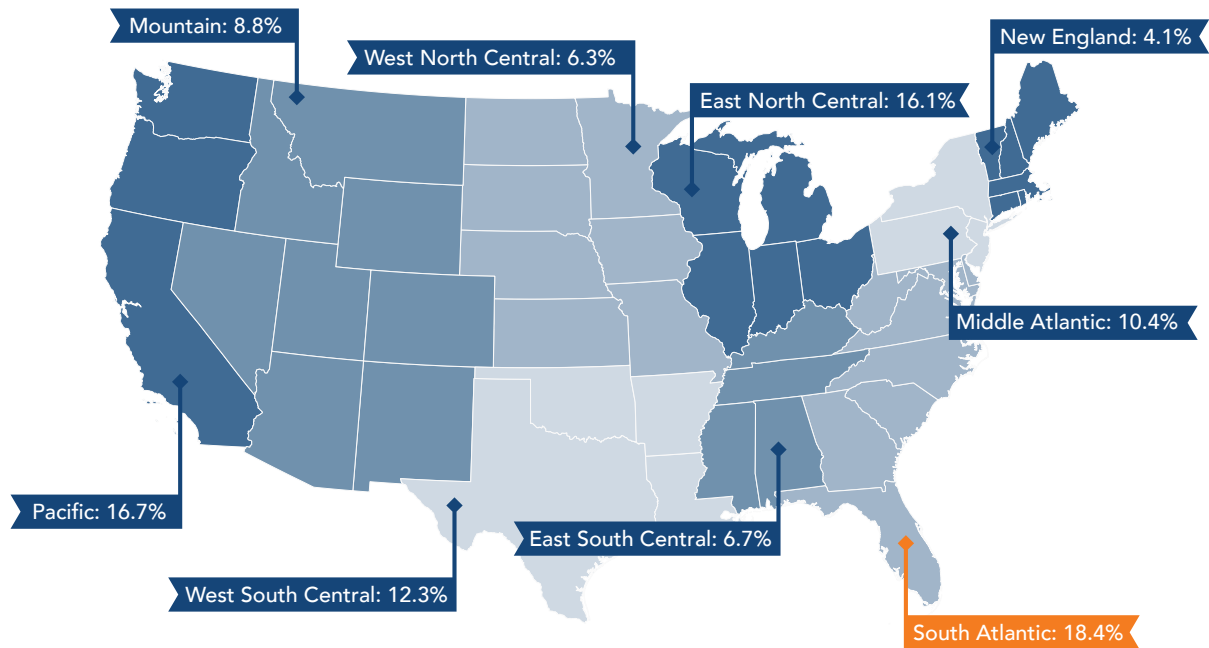 Mountain: 8.8%
West North Central: 6.3%
New England: 4.1%
East North Central: 16.1%
Middle Atlantic: 10.4%
Pacific: 16.7%
East South Central: 6.7%
West South Central: 12.3%
South Atlantic: 18.4%